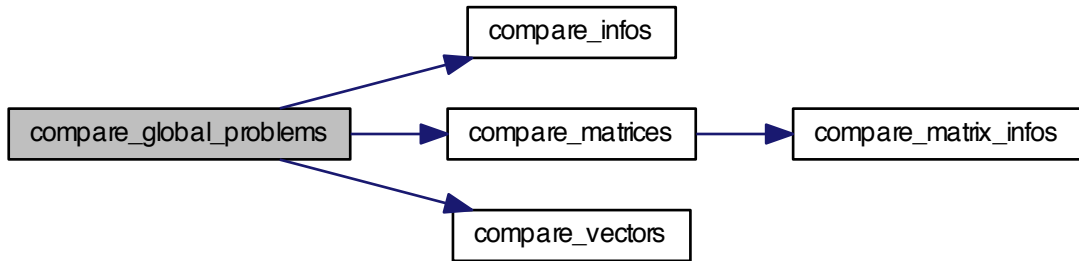 compare_infos
compare_global_problems
compare_matrices
compare_matrix_infos
compare_vectors